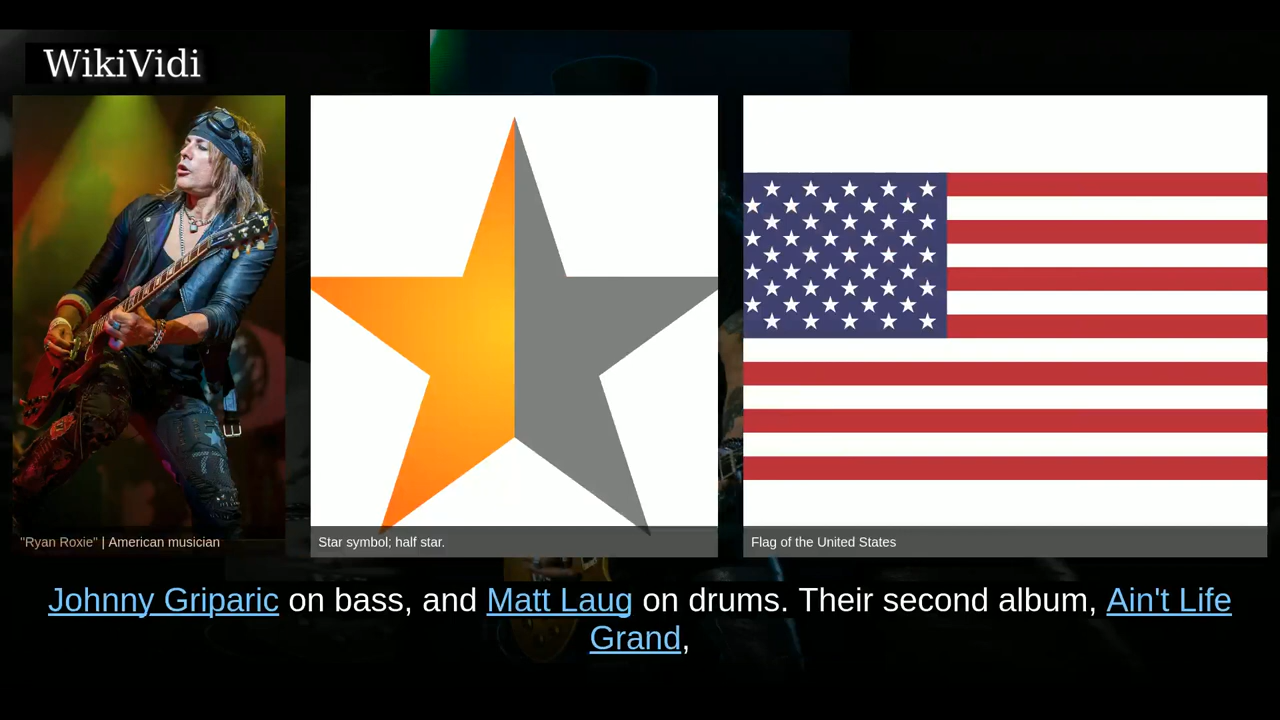 WikiVidi
"Ryan Roxie" | American musician
Star symbol; half star.
Flag of the United States
Johnny Griparic on bass, and Matt Laug on drums. Their second album, Ain't Life
Grand,